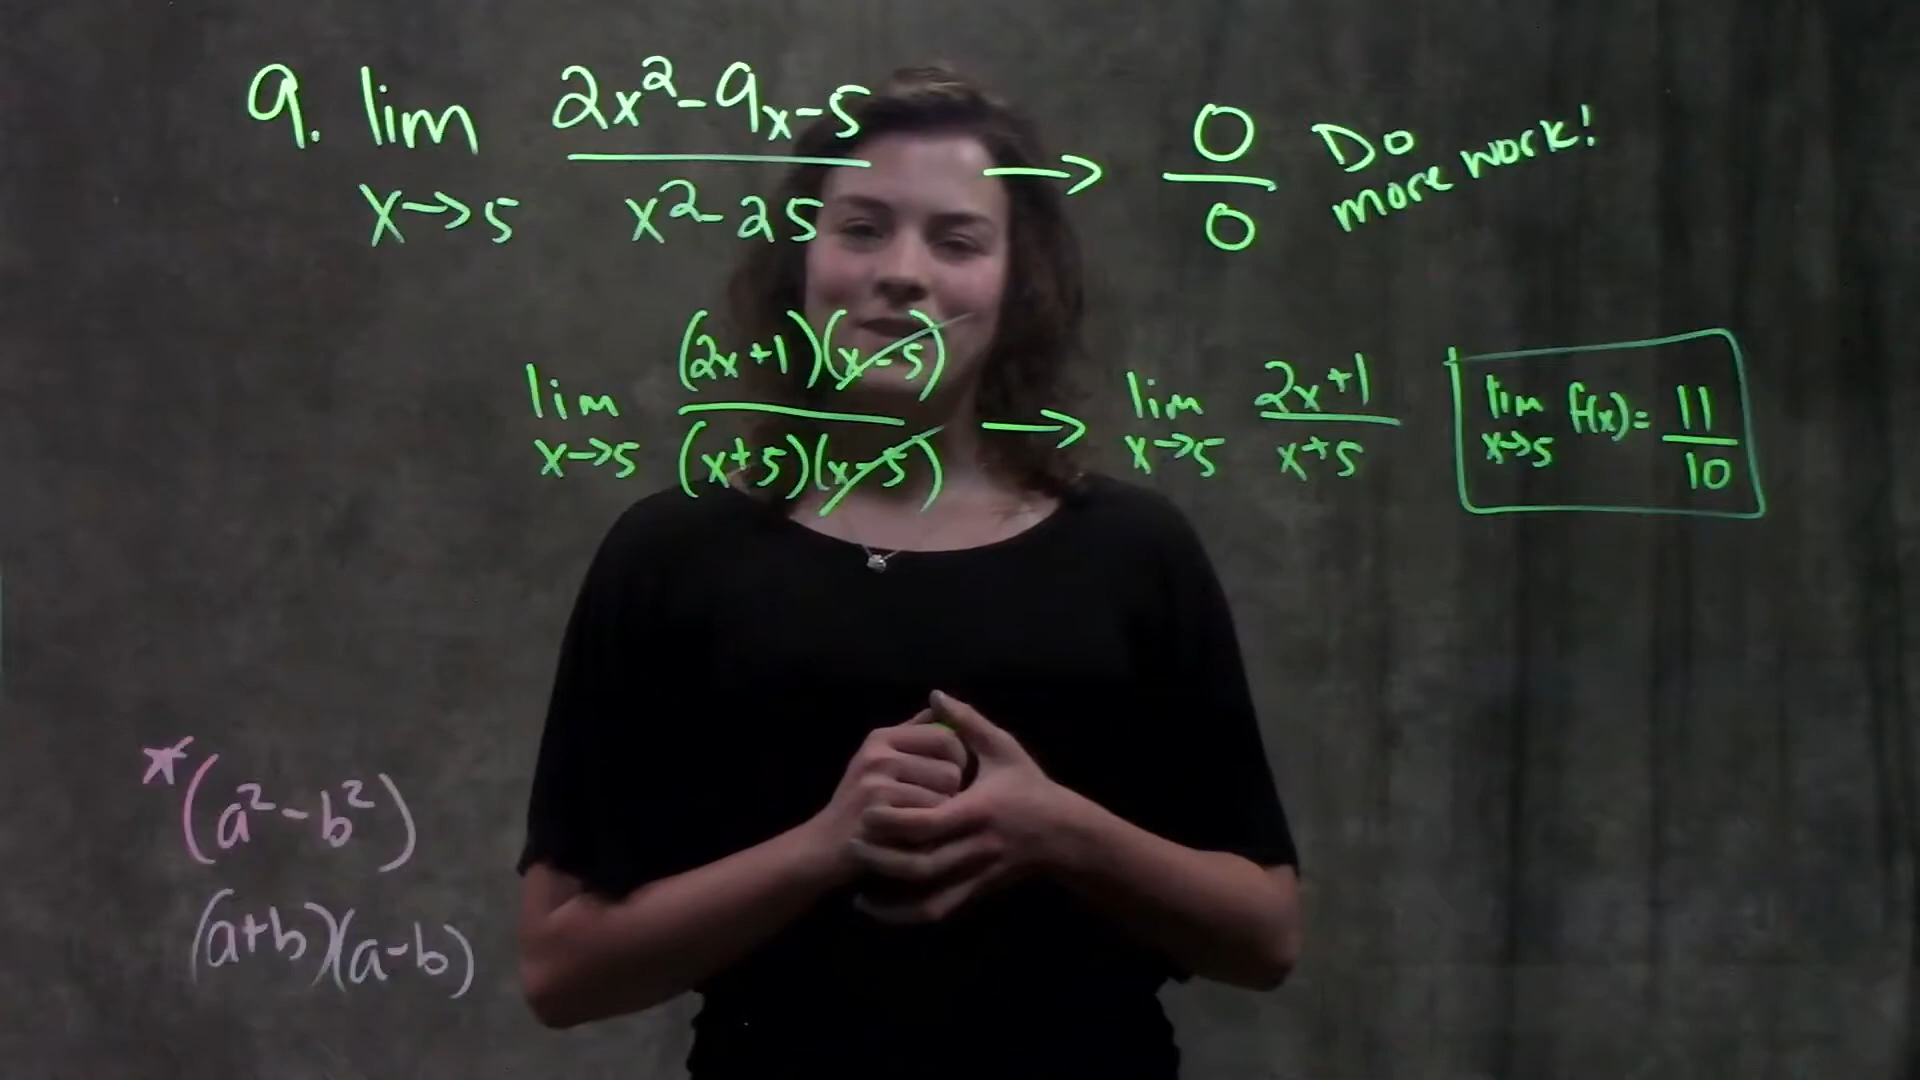 9. lim 2x²-9x-5 / x²-25 → 0/0 Do more work!
x→5
lim (2x+1)(x-5) / (x+5)(x-5) → lim 2x+1 / x+5 lim f(x)= 11/10
x→5 x→5 x→5
*(a²-b²)
(a+b)(a-b)